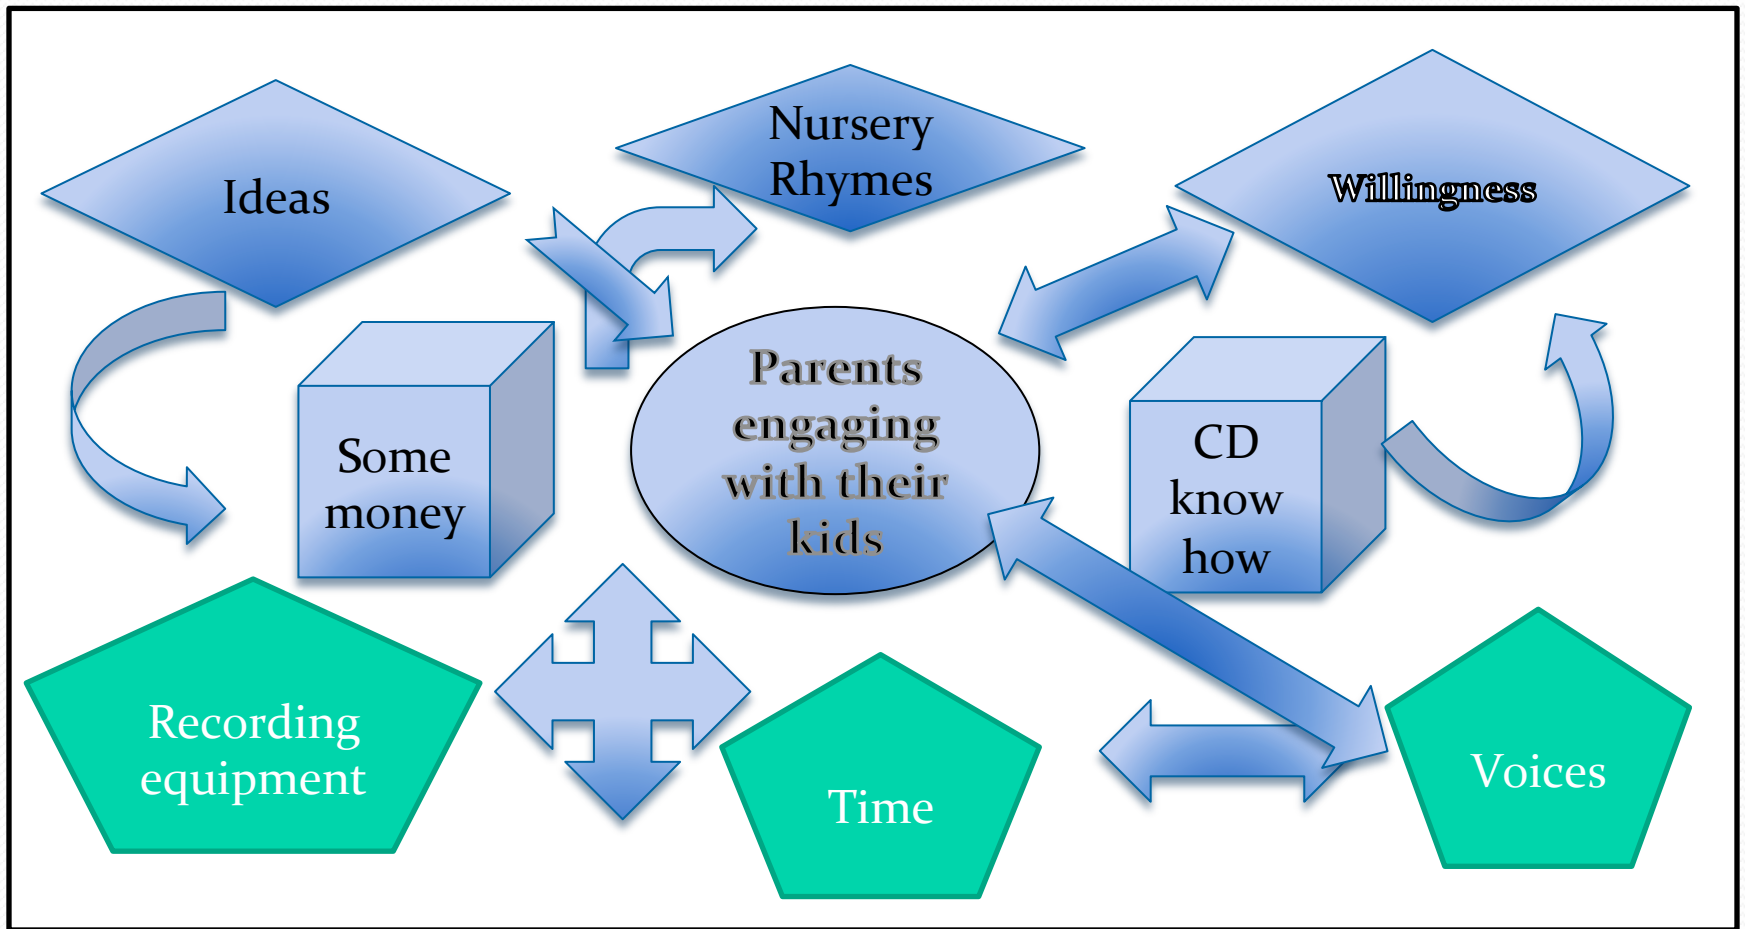 Ideas
Nursery
Rhymes
Willingness
Some
money
Parents
engaging
with their
kids
CD
know
how
Recording
equipment
Time
Voices